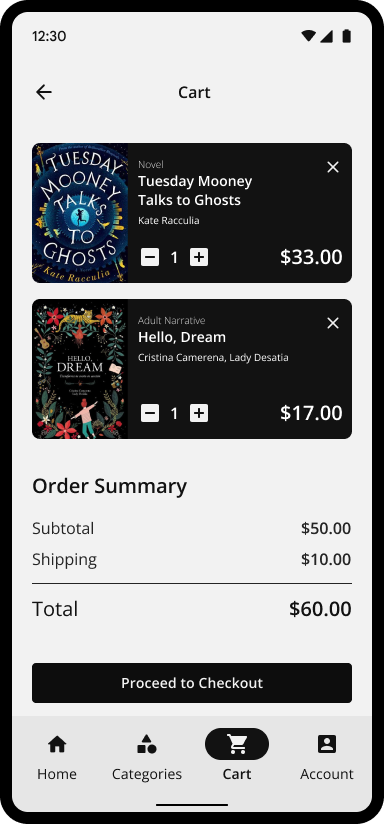 12:30
Cart
TUESDAY
MOONEY
TALKS
TO
GHOSTS
Kate Racculia
Novel
Tuesday Mooney
Talks to Ghosts
Kate Racculia
1
$33.00
HELLO,
DREAM
Adult Narrative
Hello, Dream
Cristina Camerena, Lady Desatia
1
$17.00
Order Summary
Subtotal $50.00
Shipping $10.00
Total $60.00
Proceed to Checkout
Home Categories Cart Account